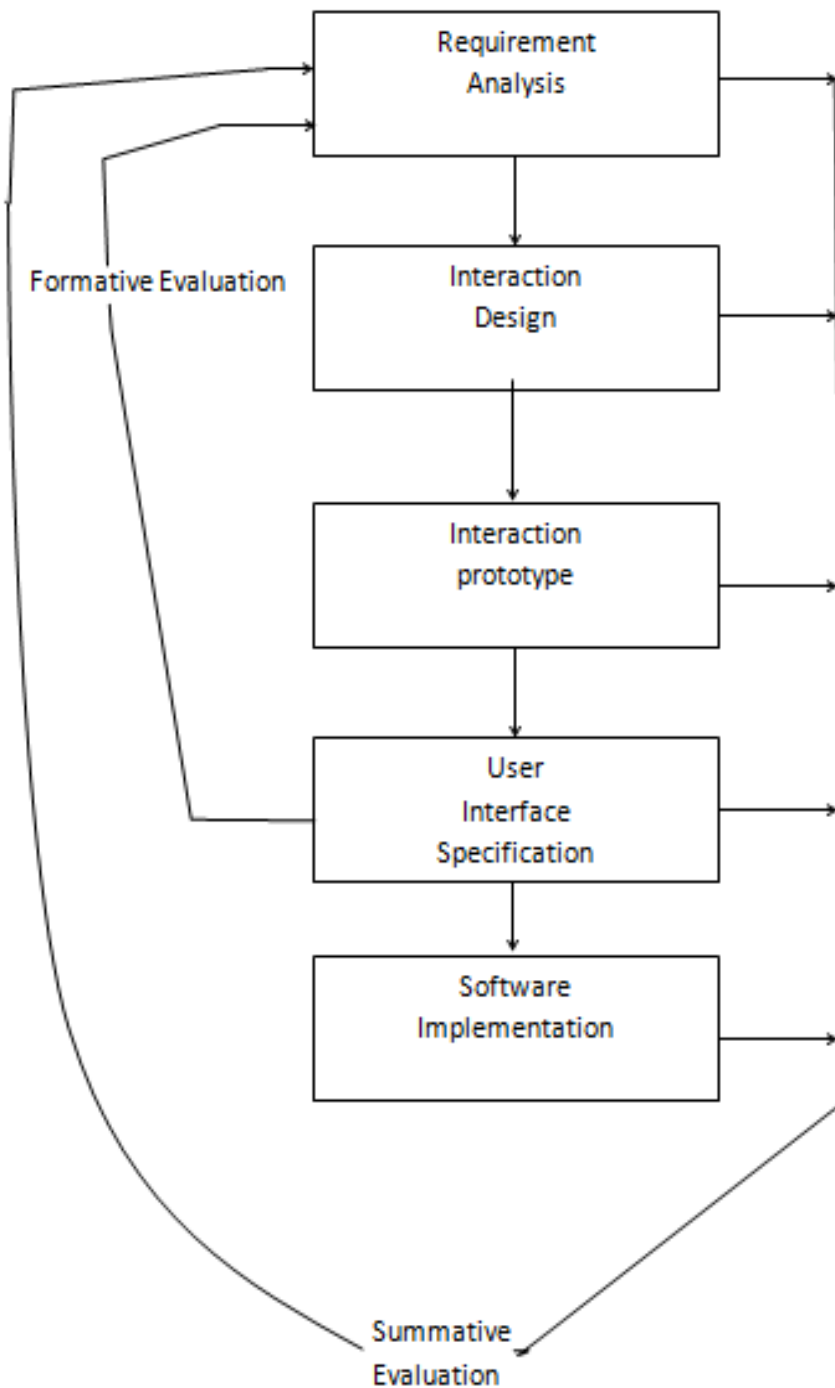 Requirement
Analysis
Formative Evaluation
Interaction
Design
Interaction
prototype
User
Interface
Specification
Software
Implementation
Summative
Evaluation